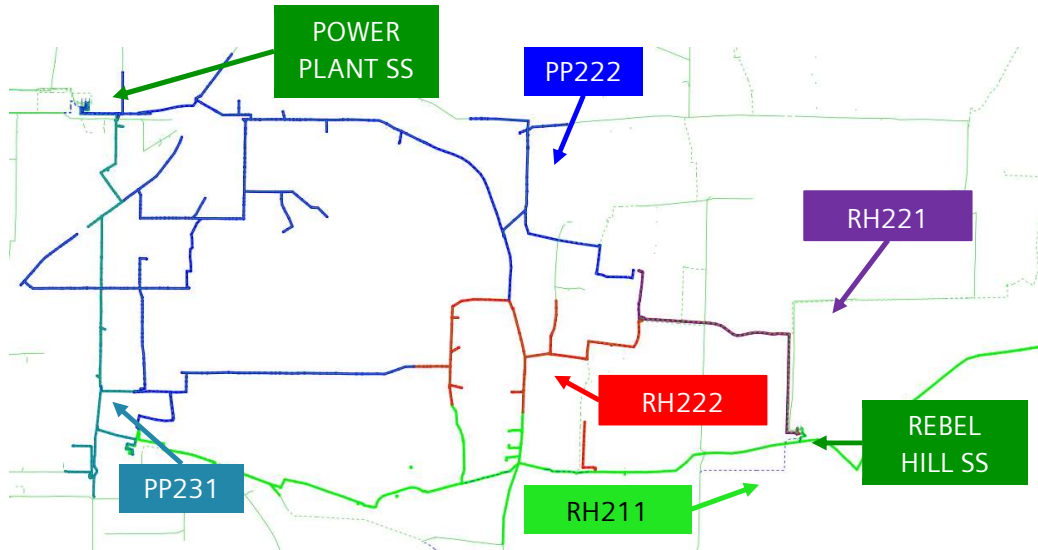 POWER
PLANT SS
PP222
RH221
RH222
REBEL
HILL SS
PP231
RH211